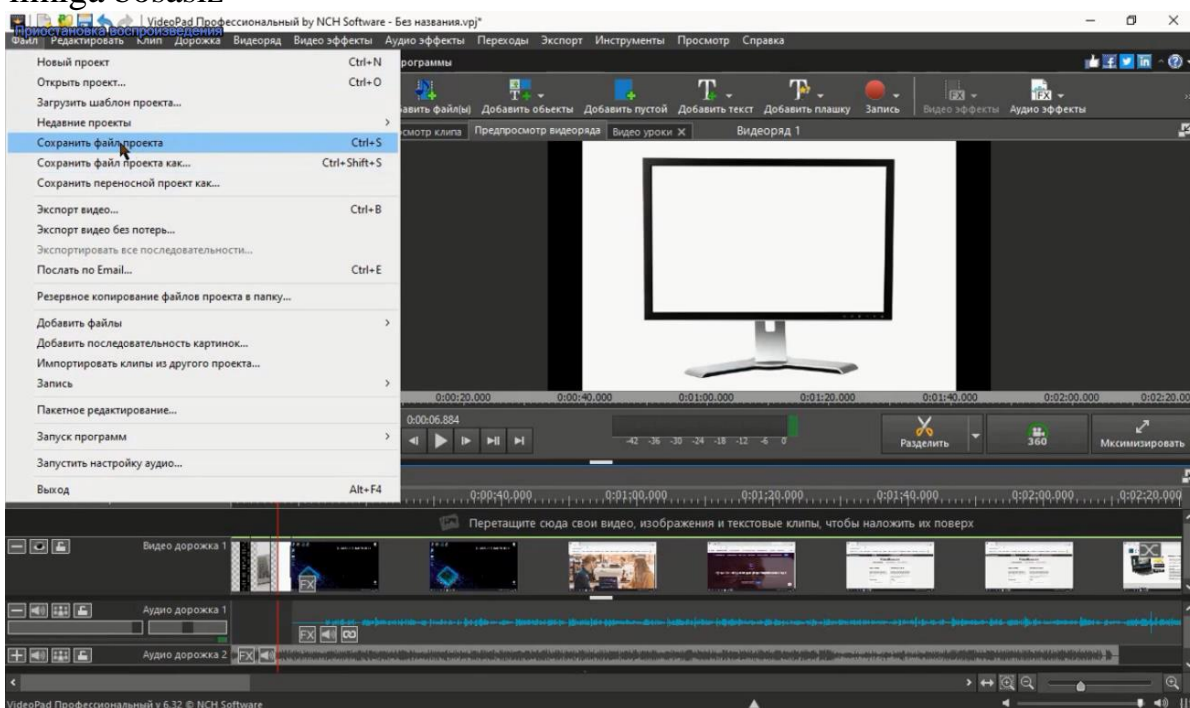 VideoPad Профессиональный by NCH Software - Без названия.vpj*
Приостановка воспроизведения
Файл Редактировать Клип Дорожка Видеоряд Видео эффекты Аудио эффекты Переходы Экспорт Инструменты Просмотр Справка
Новый проект Ctrl+N
Открыть проект... Ctrl+O
Загрузить шаблон проекта...
Недавние проекты
Сохранить файл проекта Ctrl+S
Сохранить файл проекта как... Ctrl+Shift+S
Сохранить переносной проект как...
Экспорт видео... Ctrl+B
Экспорт видео без потерь...
Экспортировать все последовательности...
Послать по Email... Ctrl+E
Резервное копирование файлов проекта в папку...
Добавить файлы
Добавить последовательность картинок...
Импортировать клипы из другого проекта...
Запись
Пакетное редактирование...
Запуск программ
Запустить настройку аудио...
Выход Alt+F4
рограммы
авить файл(ы) Добавить объекты Добавить пустой Добавить текст Добавить плашку Запись Видео эффекты Аудио эффекты
смотр клипа Предпросмотр видеоряда Видео уроки Видеоряд 1
0:00:20.000 0:00:40.000 0:01:00.000 0:01:20.000 0:01:40.000 0:02:00.000 0:02:20.00
0:00:06.884
-42 -36 -30 -24 -18 -12 -6 0
Разделить 360 Мксимизировать
0:00:40.000 0:01:00.000 0:01:20.000 0:01:40.000 0:02:00.000 0:02:20.000
Перетащите сюда свои видео, изображения и текстовые клипы, чтобы наложить их поверх
Видео дорожка 1
FX
Аудио дорожка 1
FX
Аудио дорожка 2 FX
VideoPad Профессиональный v 6.32 © NCH Software